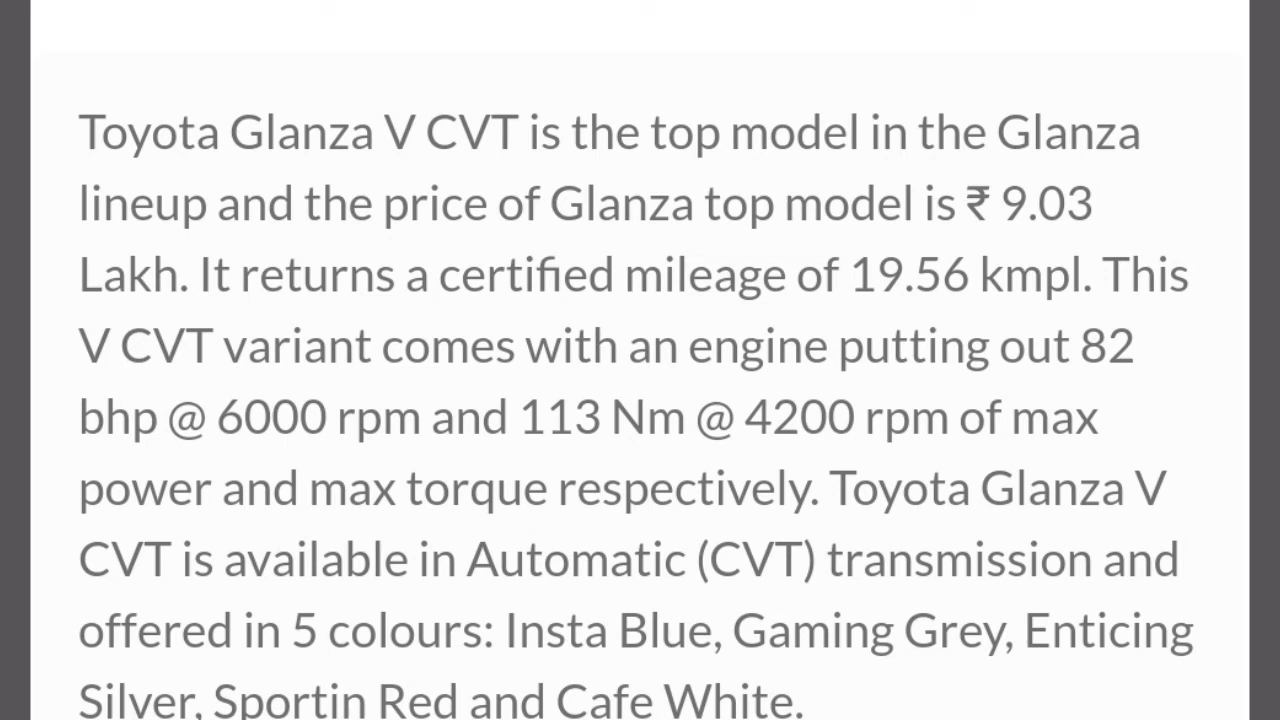 Toyota Glanza V CVT is the top model in the Glanza
lineup and the price of Glanza top model is ₹ 9.03
Lakh. It returns a certified mileage of 19.56 kmpl. This
V CVT variant comes with an engine putting out 82
bhp @ 6000 rpm and 113 Nm @ 4200 rpm of max
power and max torque respectively. Toyota Glanza V
CVT is available in Automatic (CVT) transmission and
offered in 5 colours: Insta Blue, Gaming Grey, Enticing
Silver, Sportin Red and Cafe White.